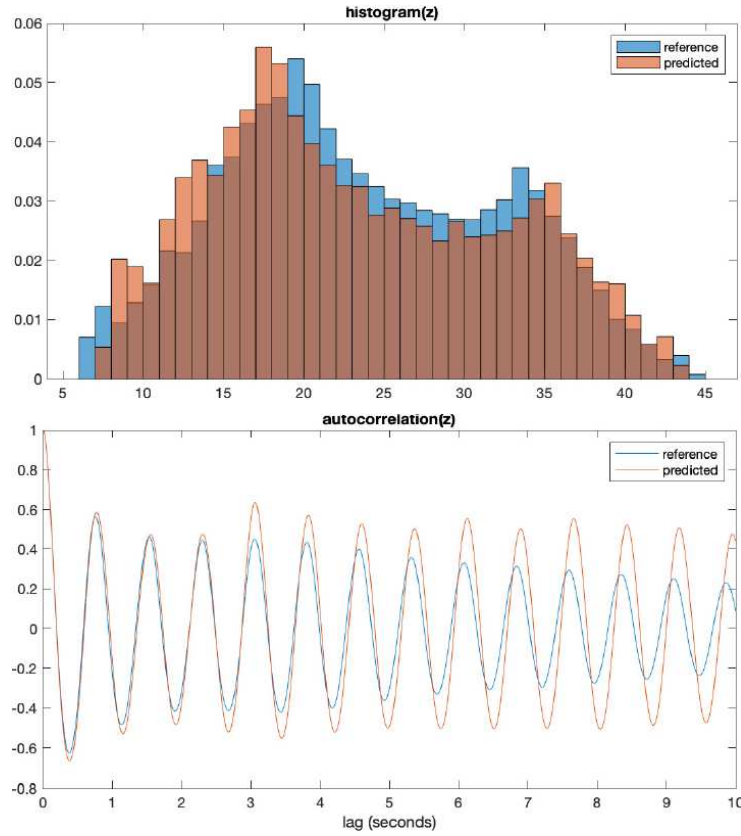 histogram(z)
0.06
0.05
0.04
0.03
0.02
0.01
0
reference
predicted
5 10 15 20 25 30 35 40 45
autocorrelation(z)
1
0.8
0.6
0.4
0.2
0
-0.2
-0.4
-0.6
-0.8
reference
predicted
0 1 2 3 4 5 6 7 8 9 10
lag (seconds)